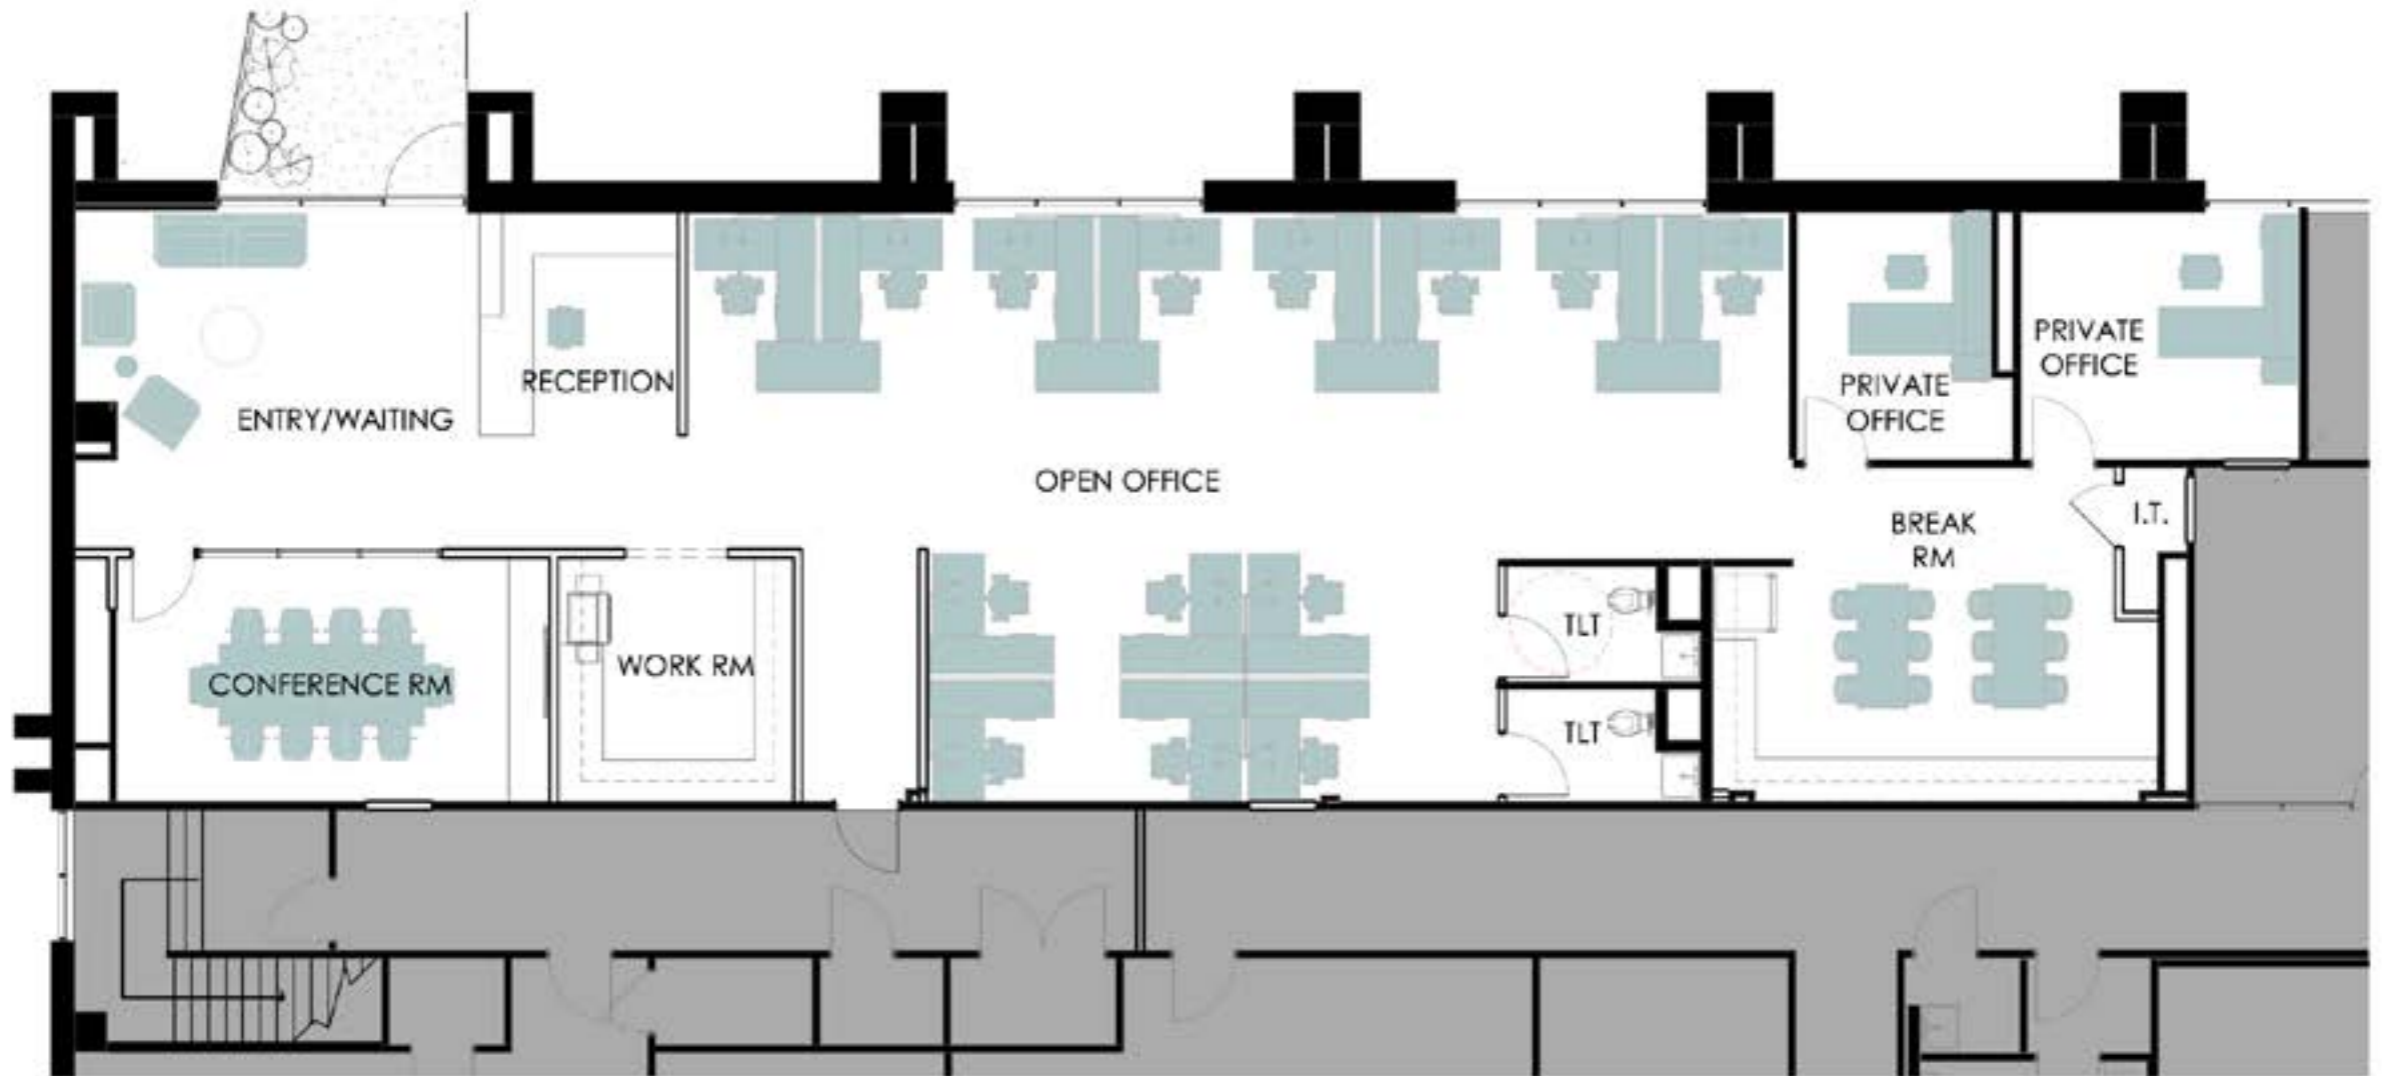 RECEPTION
ENTRY/WAITING
PRIVATE
OFFICE
PRIVATE
OFFICE
OPEN OFFICE
BREAK
RM
I.T.
CONFERENCE RM
WORK RM
TLT
TLT